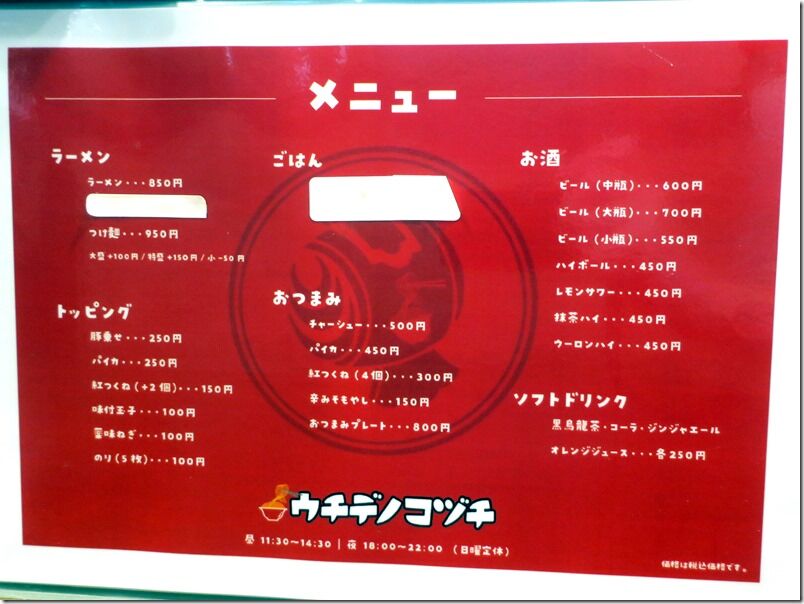 メニュー
ラーメン
ラーメン・・・850円
つけ麺・・・950円
大盛+100円/特盛+150円/小-50円
トッピング
豚乗せ・・・250円
パイカ・・・250円
紅つくね(+2個)・・・150円
味付玉子・・・100円
薬味ねぎ・・・100円
のり(5枚)・・・100円
ごはん
おつまみ
チャーシュー・・・500円
パイカ・・・450円
紅つくね(4個)・・・300円
辛みそもやし・・・150円
おつまみプレート・・・800円
お酒
ビール(中瓶)・・・600円
ビール(大瓶)・・・700円
ビール(小瓶)・・・550円
ハイボール・・・450円
レモンサワー・・・450円
抹茶ハイ・・・450円
ウーロンハイ・・・450円
ソフトドリンク
黒烏龍茶・コーラ・ジンジャエール
オレンジジュース・・・各250円
ウチデノコヅチ
昼 11:30~14:30 | 夜 18:00~22:00 (日曜定休)
価格は税込価格です。